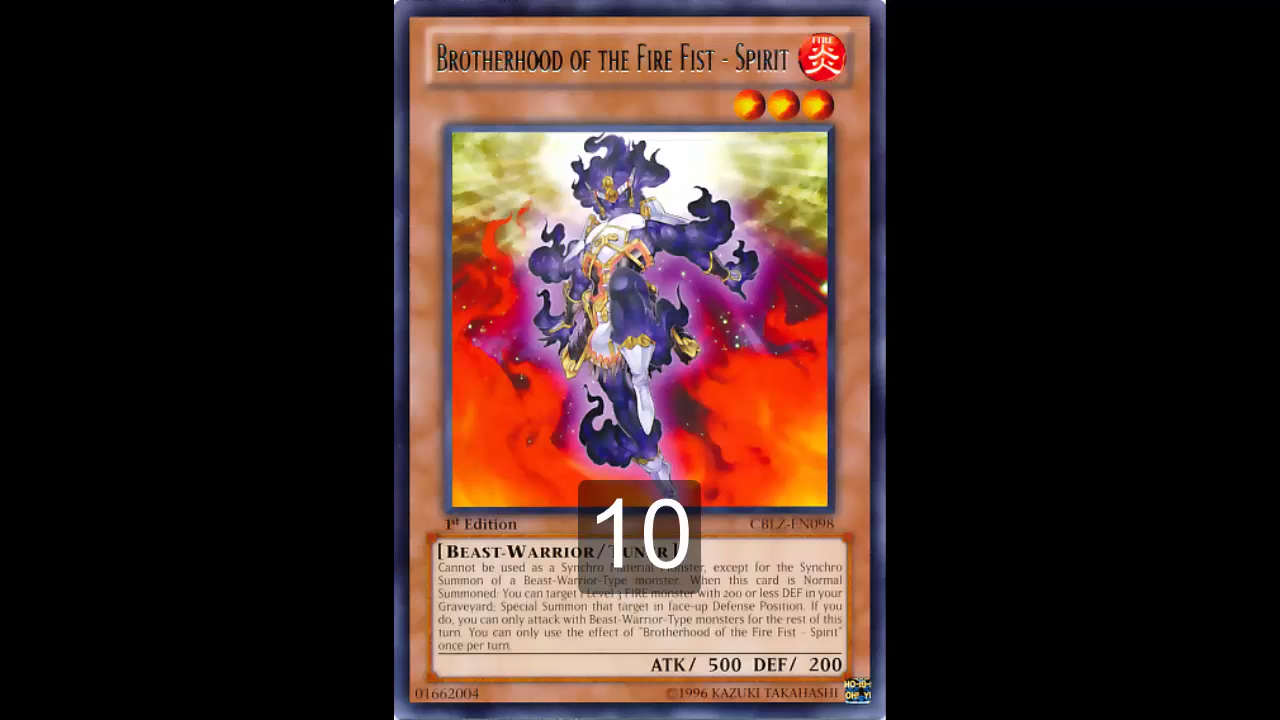 BROTHERHOOD OF THE FIRE FIST - SPIRIT
FIRE
炎
1st Edition
CBLZ-EN098
10
[BEAST-WARRIOR/TUNER]
Cannot be used as a Synchro Material Monster, except for the Synchro
Summon of a Beast-Warrior-Type monster. When this card is Normal
Summoned: You can target 1 Level 3 FIRE monster with 200 or less DEF in your
Graveyard; Special Summon that target in face-up Defense Position. If you
do, you can only attack with Beast-Warrior-Type monsters for the rest of this
turn. You can only use the effect of "Brotherhood of the Fire Fist - Spirit"
once per turn.
ATK/ 500 DEF/ 200
01662004
©1996 KAZUKI TAKAHASHI